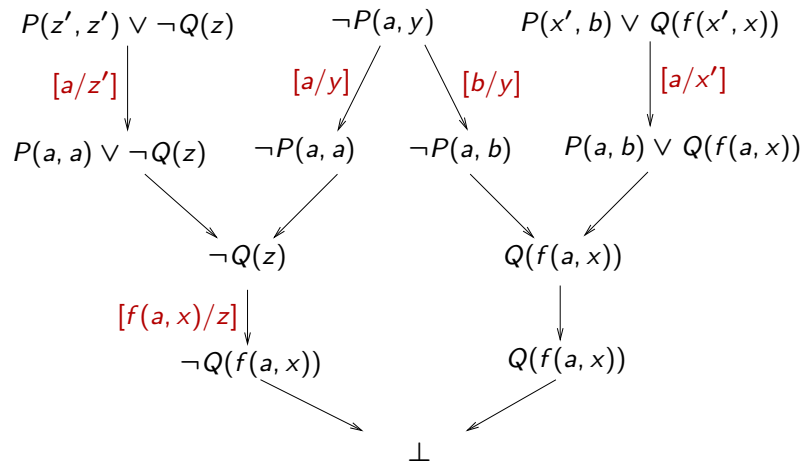 P(z′, z′) ∨ ¬Q(z) ¬P(a, y) P(x′, b) ∨ Q(f(x′, x))
[a/z′] [a/y] [b/y] [a/x′]
P(a, a) ∨ ¬Q(z) ¬P(a, a) ¬P(a, b) P(a, b) ∨ Q(f(a, x))
¬Q(z) Q(f(a, x))
[f(a, x)/z]
¬Q(f(a, x)) Q(f(a, x))
⊥